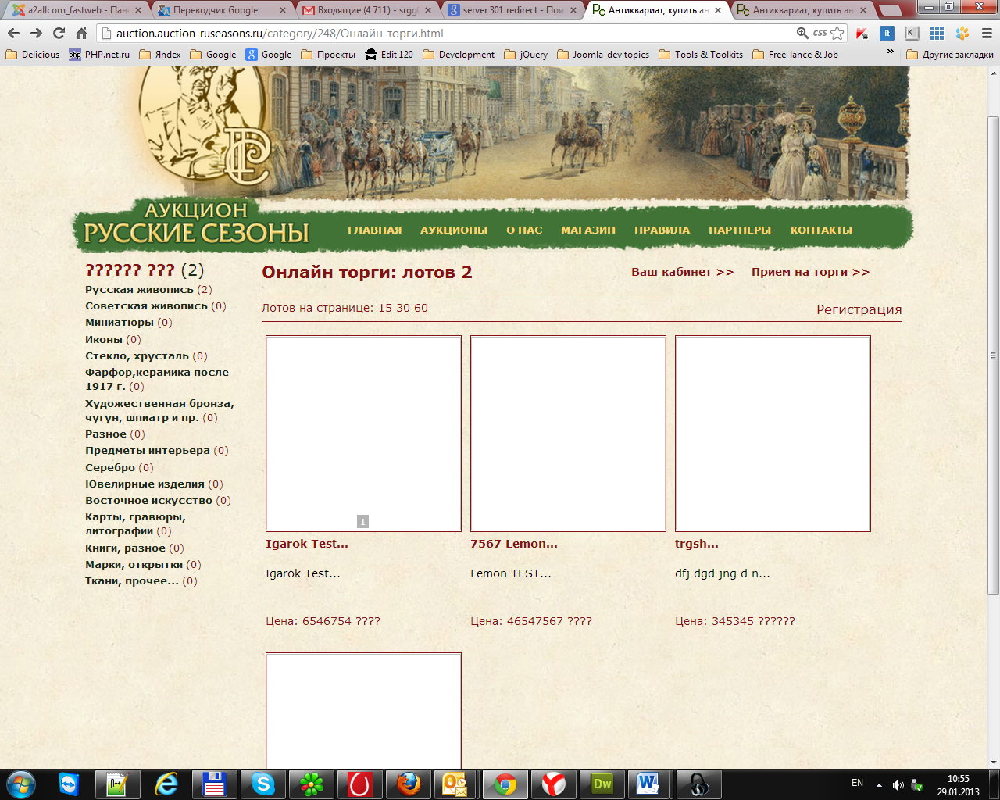 a2allcom_fastweb - Пан
Переводчик Google
Входящие (4 711) - srggl
server 301 redirect - Пои
Антиквариат, купить ан
Антиквариат, купить ан
auction.auction-ruseasons.ru/category/248/Онлайн-торги.html
css
Delicious
PHP.net.ru
Яndex
Google
Google
Проекты
Edit 120
Development
jQuery
Joomla-dev topics
Tools & Toolkits
Free-lance & Job
»
Другие закладки
АУКЦИОН
РУССКИЕ СЕЗОНЫ
ГЛАВНАЯ
АУКЦИОНЫ
О НАС
МАГАЗИН
ПРАВИЛА
ПАРТНЕРЫ
КОНТАКТЫ
?????? ??? (2)
Русская живопись (2)
Советская живопись (0)
Миниатюры (0)
Иконы (0)
Стекло, хрусталь (0)
Фарфор,керамика после
1917 г. (0)
Художественная бронза,
чугун, шпиатр и пр. (0)
Разное (0)
Предметы интерьера (0)
Серебро (0)
Ювелирные изделия (0)
Восточное искусство (0)
Карты, гравюры,
литографии (0)
Книги, разное (0)
Марки, открытки (0)
Ткани, прочее... (0)
Онлайн торги: лотов 2
Ваш кабинет >>
Прием на торги >>
Лотов на странице: 15 30 60
Регистрация
1
Igarok Test...
Igarok Test...
Цена: 6546754 ????
7567 Lemon...
Lemon TEST...
Цена: 46547567 ????
trgsh...
dfj dgd jng d n...
Цена: 345345 ??????
EN
10:55
29.01.2013